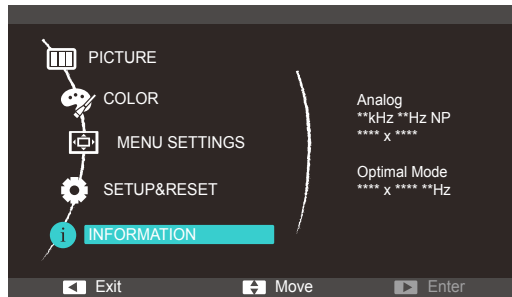 PICTURE
COLOR
MENU SETTINGS
SETUP&RESET
i INFORMATION
Analog
**kHz **Hz NP
**** x ****
Optimal Mode
**** x **** **Hz
Exit Move Enter